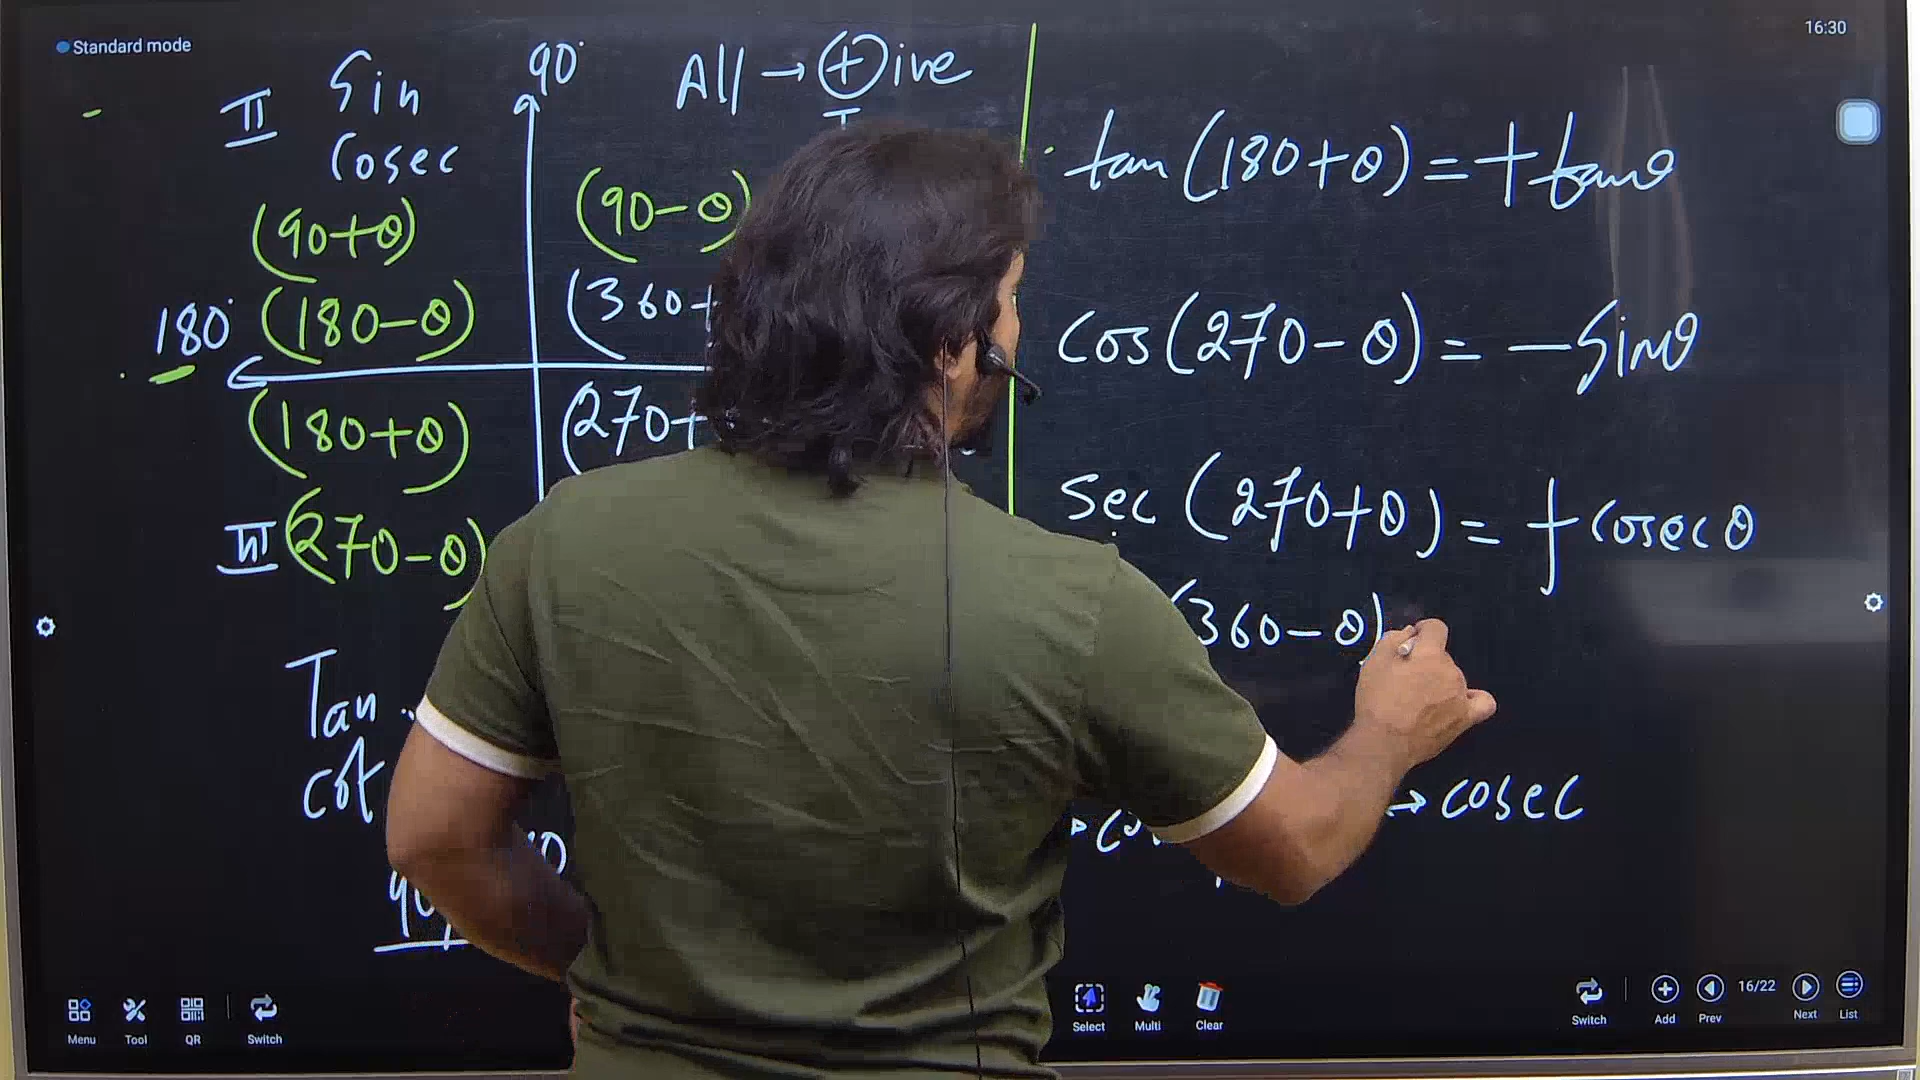 Standard mode
16:30
90°
Sin
All → (+)ive
II
I
Cosec
(90+θ)
(90-θ)
180° (180-θ)
(360+
(180+θ)
(270+
III (270-θ)
Tan
Cot
90
tan(180+θ) = +tanθ
cos(270-θ) = -sinθ
sec(270+θ) = +cosecθ
(360-θ)
→ cosec
Menu
Tool
QR
Switch
Select
Multi
Clear
Switch
Add
Prev
16/22
Next
List